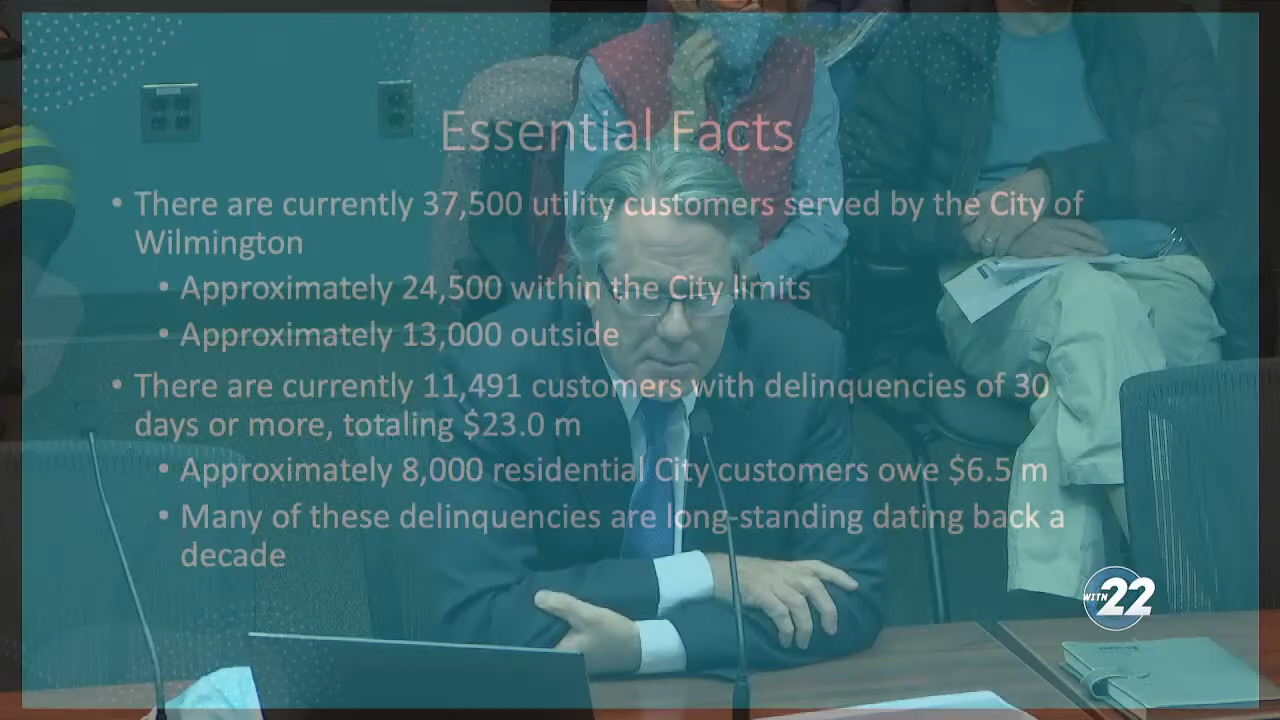 Essential Facts
• There are currently 37,500 utility customers served by the City of
Wilmington
• Approximately 24,500 within the City limits
• Approximately 13,000 outside
• There are currently 11,491 customers with delinquencies of 30
days or more, totaling $23.0 m
• Approximately 8,000 residential City customers owe $6.5 m
• Many of these delinquencies are long-standing dating back a
decade
WITN 22